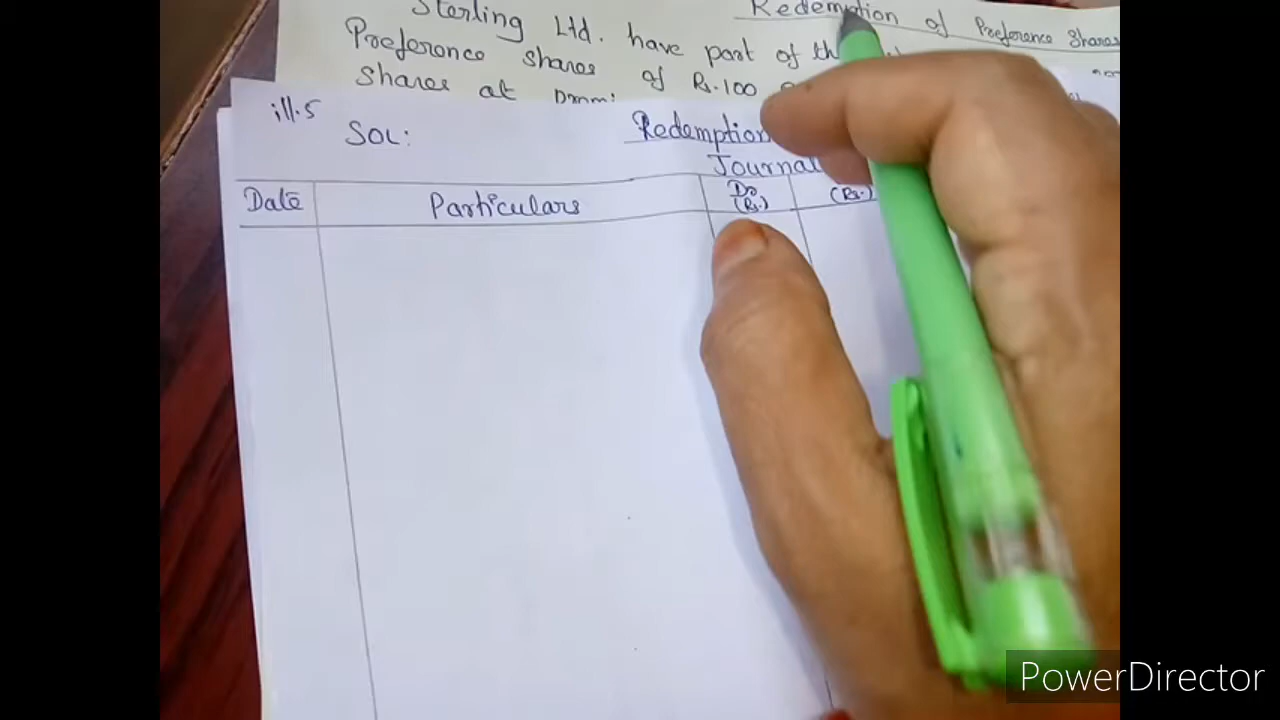 Redemption of Preference Shares
Sterling Ltd. have part of
Preference shares of Rs.100
shares at
ill.5
SOL:
Redemption
Journal
Date Particulars Dr (Rs.) (Rs.)
PowerDirector